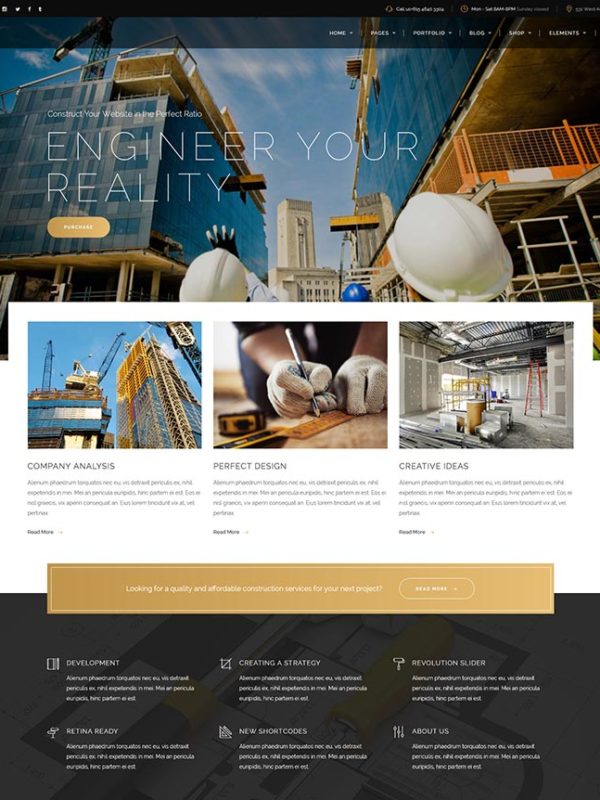 Mon - Sat 8AM-6PM Sunday closed
HOME PAGES PORTFOLIO BLOG SHOP ELEMENTS
Construct Your Website in the Perfect Ratio
ENGINEER YOUR
REALITY
PURCHASE
COMPANY ANALYSIS
Alienum phaedrum torquatos nec eu, vis detraxit periculis ex, nihil
expetendis in mei. Mei an pericula euripidis, hinc partem ei est. Eos ei
nisl graecis, vix aperiri consequat an. Eius lorem tincidunt vix at, vel
pertinax
Read More →
PERFECT DESIGN
Alienum phaedrum torquatos nec eu, vis detraxit periculis ex, nihil
expetendis in mei. Mei an pericula euripidis, hinc partem ei est. Eos ei
nisl graecis, vix aperiri consequat an. Eius lorem tincidunt vix at, vel
pertinax
Read More →
CREATIVE IDEAS
Alienum phaedrum torquatos nec eu, vis detraxit periculis ex, nihil
expetendis in mei. Mei an pericula euripidis, hinc partem ei est. Eos ei
nisl graecis, vix aperiri consequat an. Eius lorem tincidunt vix at, vel
pertinax
Read More →
Looking for a quality and affordable construction services for your next project?
READ MORE →
DEVELOPMENT
Alienum phaedrum torquatos nec eu, vis detraxit
periculis ex, nihil expetendis in mei. Mei an pericula
euripidis, hinc partem ei est
CREATING A STRATEGY
Alienum phaedrum torquatos nec eu, vis detraxit
periculis ex, nihil expetendis in mei. Mei an pericula
euripidis, hinc partem ei est.
REVOLUTION SLIDER
Alienum phaedrum torquatos nec eu, vis detraxit
periculis ex, nihil expetendis in mei. Mei an pericula
euripidis, hinc partem ei est.
RETINA READY
Alienum phaedrum torquatos nec eu, vis detraxit
periculis ex, nihil expetendis in mei. Mei an pericula
euripidis, hinc partem ei est
NEW SHORTCODES
Alienum phaedrum torquatos nec eu, vis detraxit
periculis ex, nihil expetendis in mei. Mei an pericula
euripidis, hinc partem ei est.
ABOUT US
Alienum phaedrum torquatos nec eu, vis detraxit
periculis ex, nihil expetendis in mei. Mei an pericula
euripidis, hinc partem ei est.